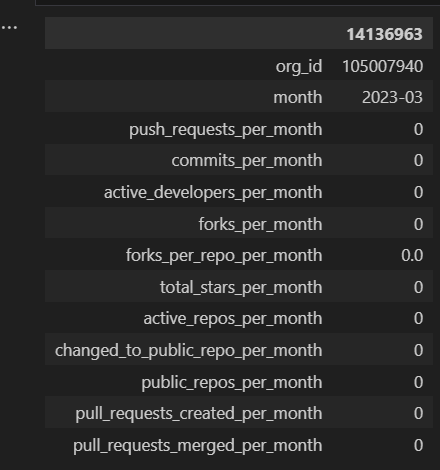 ...
14136963
org_id 105007940
month 2023-03
push_requests_per_month 0
commits_per_month 0
active_developers_per_month 0
forks_per_month 0
forks_per_repo_per_month 0.0
total_stars_per_month 0
active_repos_per_month 0
changed_to_public_repo_per_month 0
public_repos_per_month 0
pull_requests_created_per_month 0
pull_requests_merged_per_month 0